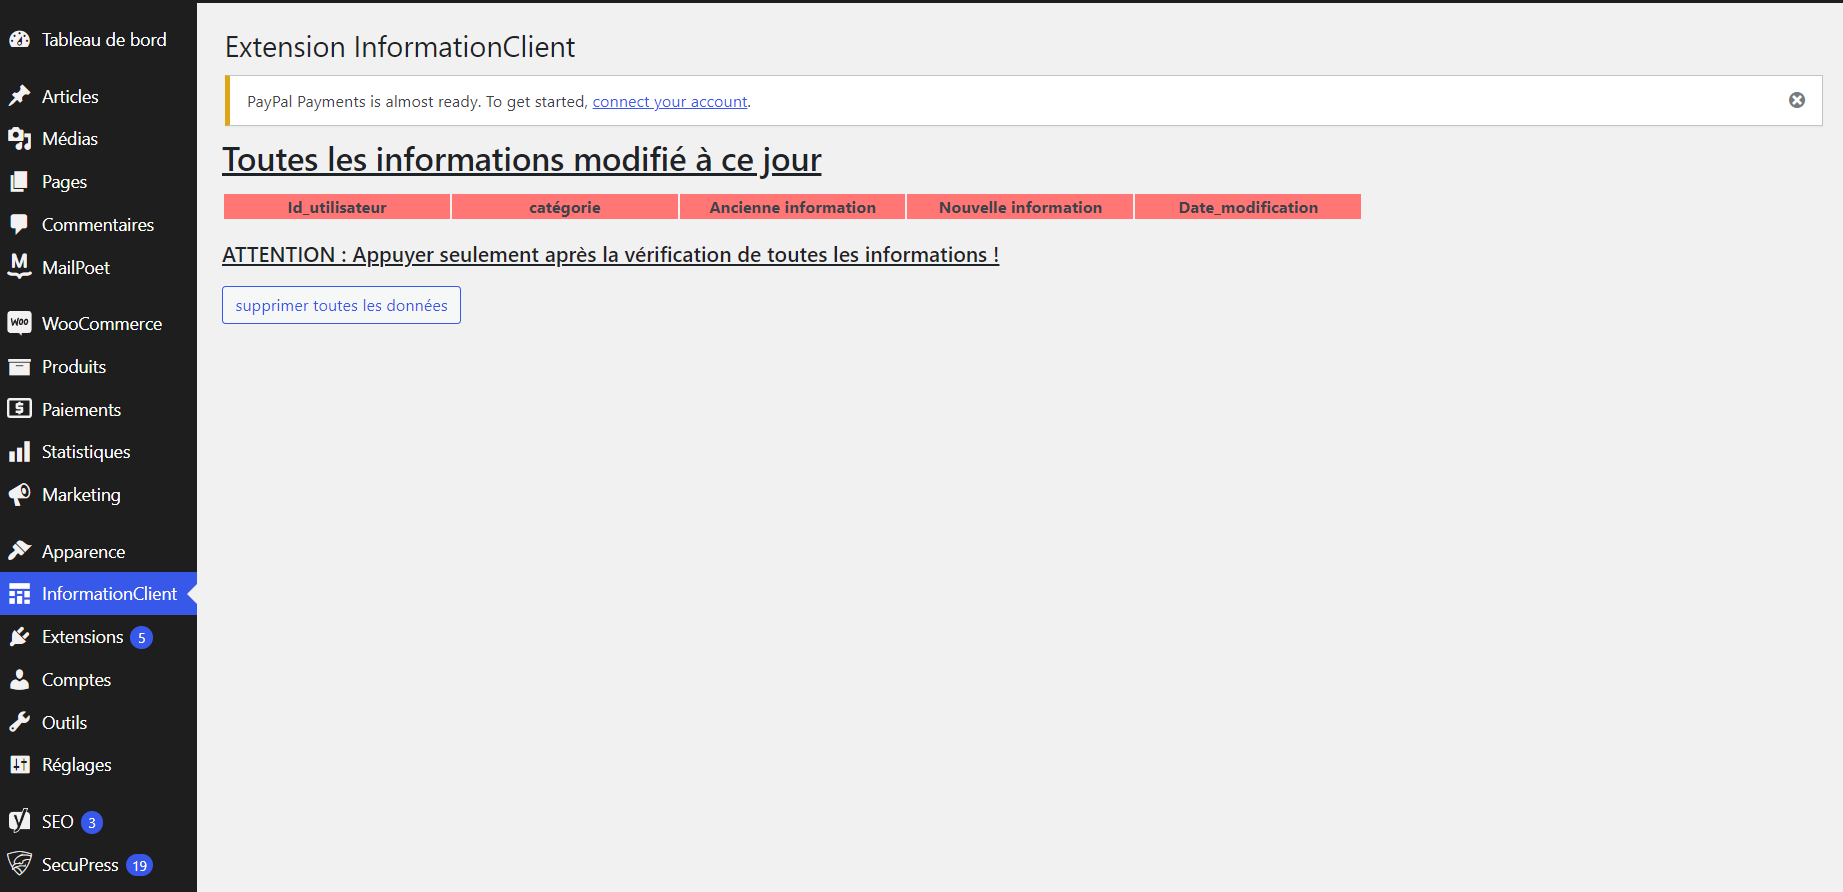 Tableau de bord
Articles
Médias
Pages
Commentaires
MailPoet
WooCommerce
Produits
Paiements
Statistiques
Marketing
Apparence
InformationClient
Extensions 5
Comptes
Outils
Réglages
SEO 3
SecuPress 19
Extension InformationClient
PayPal Payments is almost ready. To get started, connect your account.
Toutes les informations modifié à ce jour
Id_utilisateur catégorie Ancienne information Nouvelle information Date_modification
ATTENTION : Appuyer seulement après la vérification de toutes les informations !
supprimer toutes les données